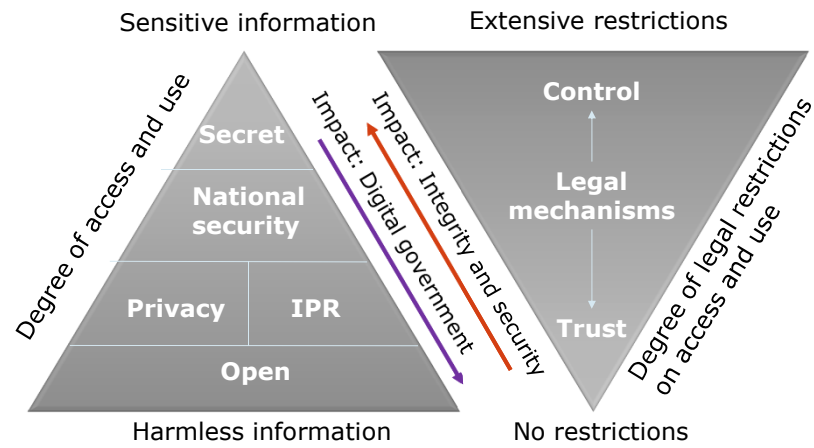 Sensitive information
Extensive restrictions
Degree of access and use
Secret
National
security
Privacy
IPR
Open
Harmless information
Impact: Digital government
Impact: Integrity and security
Control
Legal
mechanisms
Trust
Degree of legal restrictions
on access and use
No restrictions